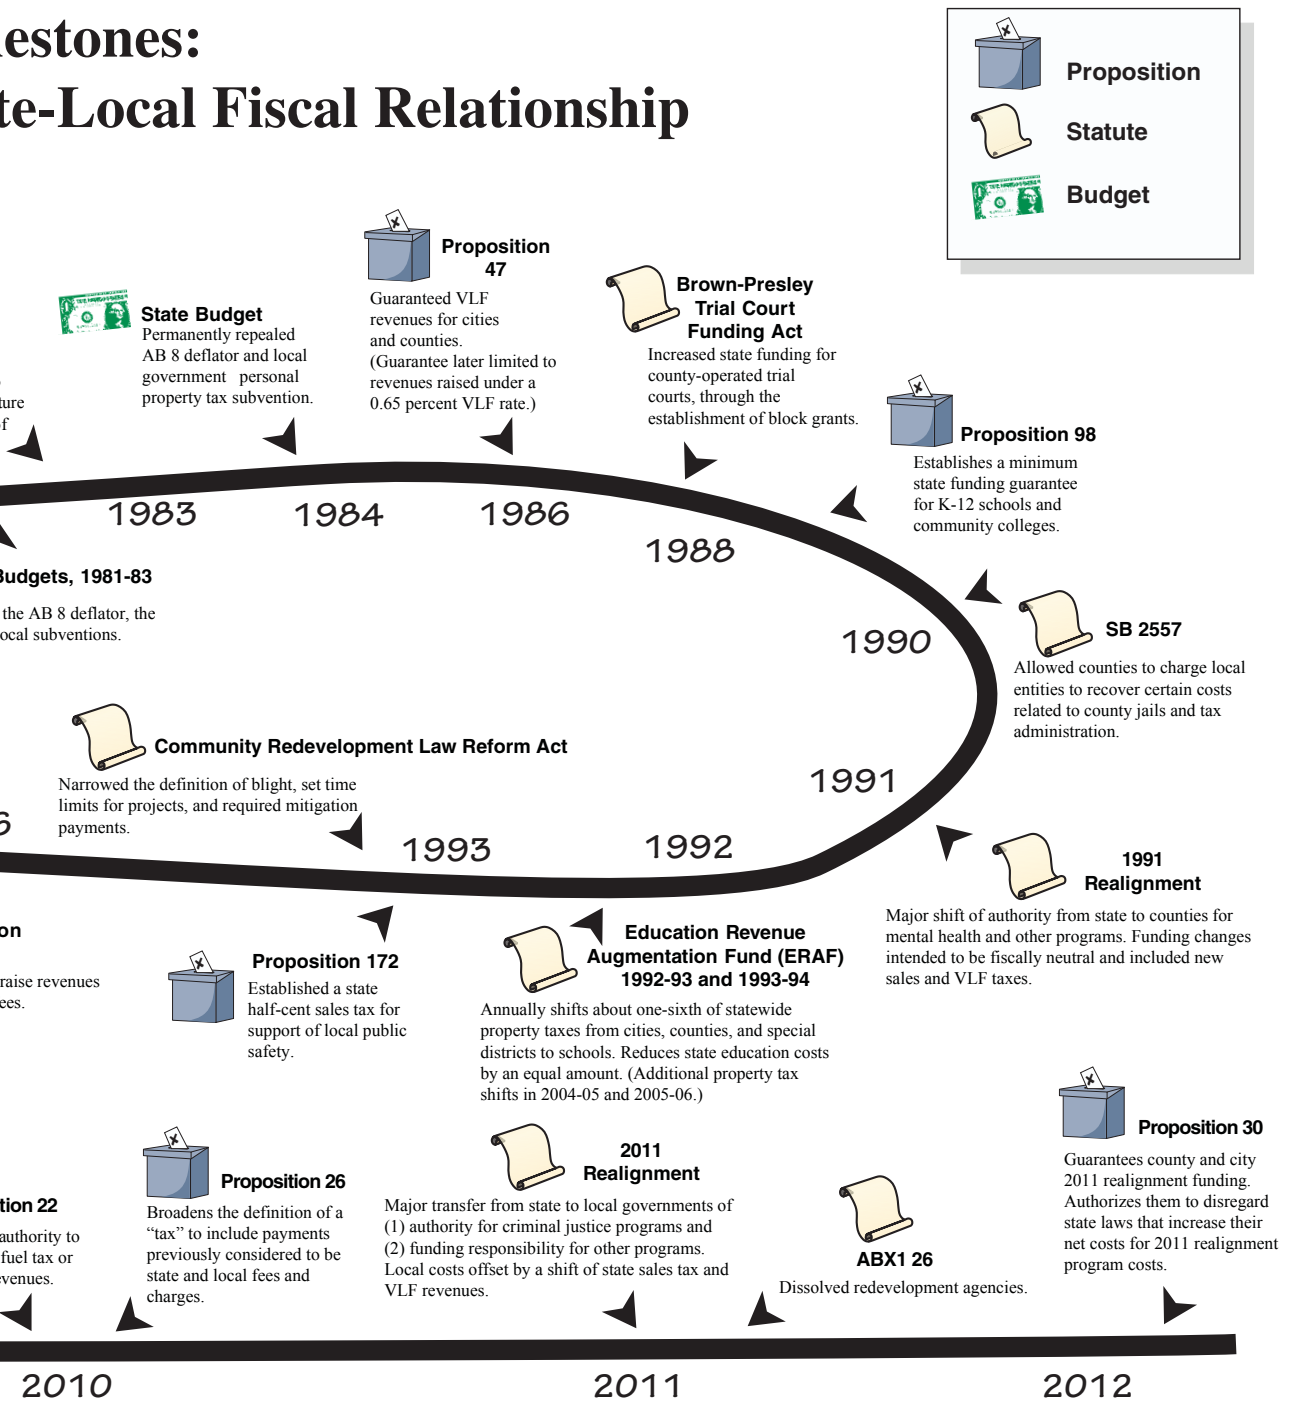 lestones:
te-Local Fiscal Relationship
Proposition
Statute
Budget
State Budget
Permanently repealed
AB 8 deflator and local
government personal
property tax subvention.
Proposition
47
Guaranteed VLF
revenues for cities
and counties.
(Guarantee later limited to
revenues raised under a
0.65 percent VLF rate.)
Brown-Presley
Trial Court
Funding Act
Increased state funding for
county-operated trial
courts, through the
establishment of block grants.
Proposition 98
Establishes a minimum
state funding guarantee
for K-12 schools and
community colleges.
ture
of
1983
1984
1986
1988
1990
1991
1992
1993
6
Budgets, 1981-83
the AB 8 deflator, the
ocal subventions.
SB 2557
Allowed counties to charge local
entities to recover certain costs
related to county jails and tax
administration.
Community Redevelopment Law Reform Act
Narrowed the definition of blight, set time
limits for projects, and required mitigation
payments.
1991
Realignment
Major shift of authority from state to counties for
mental health and other programs. Funding changes
intended to be fiscally neutral and included new
sales and VLF taxes.
on
raise revenues
ees.
Proposition 172
Established a state
half-cent sales tax for
support of local public
safety.
Education Revenue
Augmentation Fund (ERAF)
1992-93 and 1993-94
Annually shifts about one-sixth of statewide
property taxes from cities, counties, and special
districts to schools. Reduces state education costs
by an equal amount. (Additional property tax
shifts in 2004-05 and 2005-06.)
tion 22
authority to
fuel tax or
evenues.
Proposition 26
Broadens the definition of a
“tax” to include payments
previously considered to be
state and local fees and
charges.
2011
Realignment
Major transfer from state to local governments of
(1) authority for criminal justice programs and
(2) funding responsibility for other programs.
Local costs offset by a shift of state sales tax and
VLF revenues.
ABX1 26
Dissolved redevelopment agencies.
Proposition 30
Guarantees county and city
2011 realignment funding.
Authorizes them to disregard
state laws that increase their
net costs for 2011 realignment
program costs.
2010
2011
2012